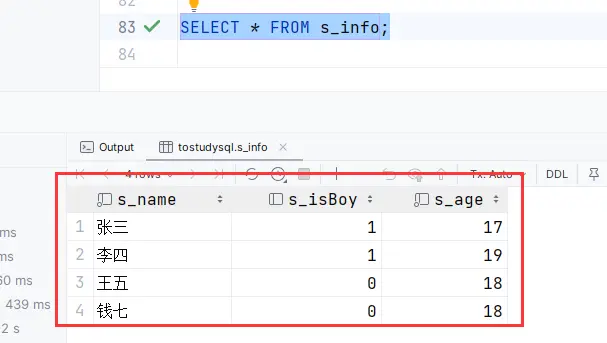 82
83 SELECT * FROM s_info;
84
Output tostudysql.s_info
4 rows Tx: Auto DDL
s_name s_isBoy s_age
1 张三 1 17
2 李四 1 19
ms
3 王五 0 18
60 ms
4 钱七 0 18
439 ms
2 s